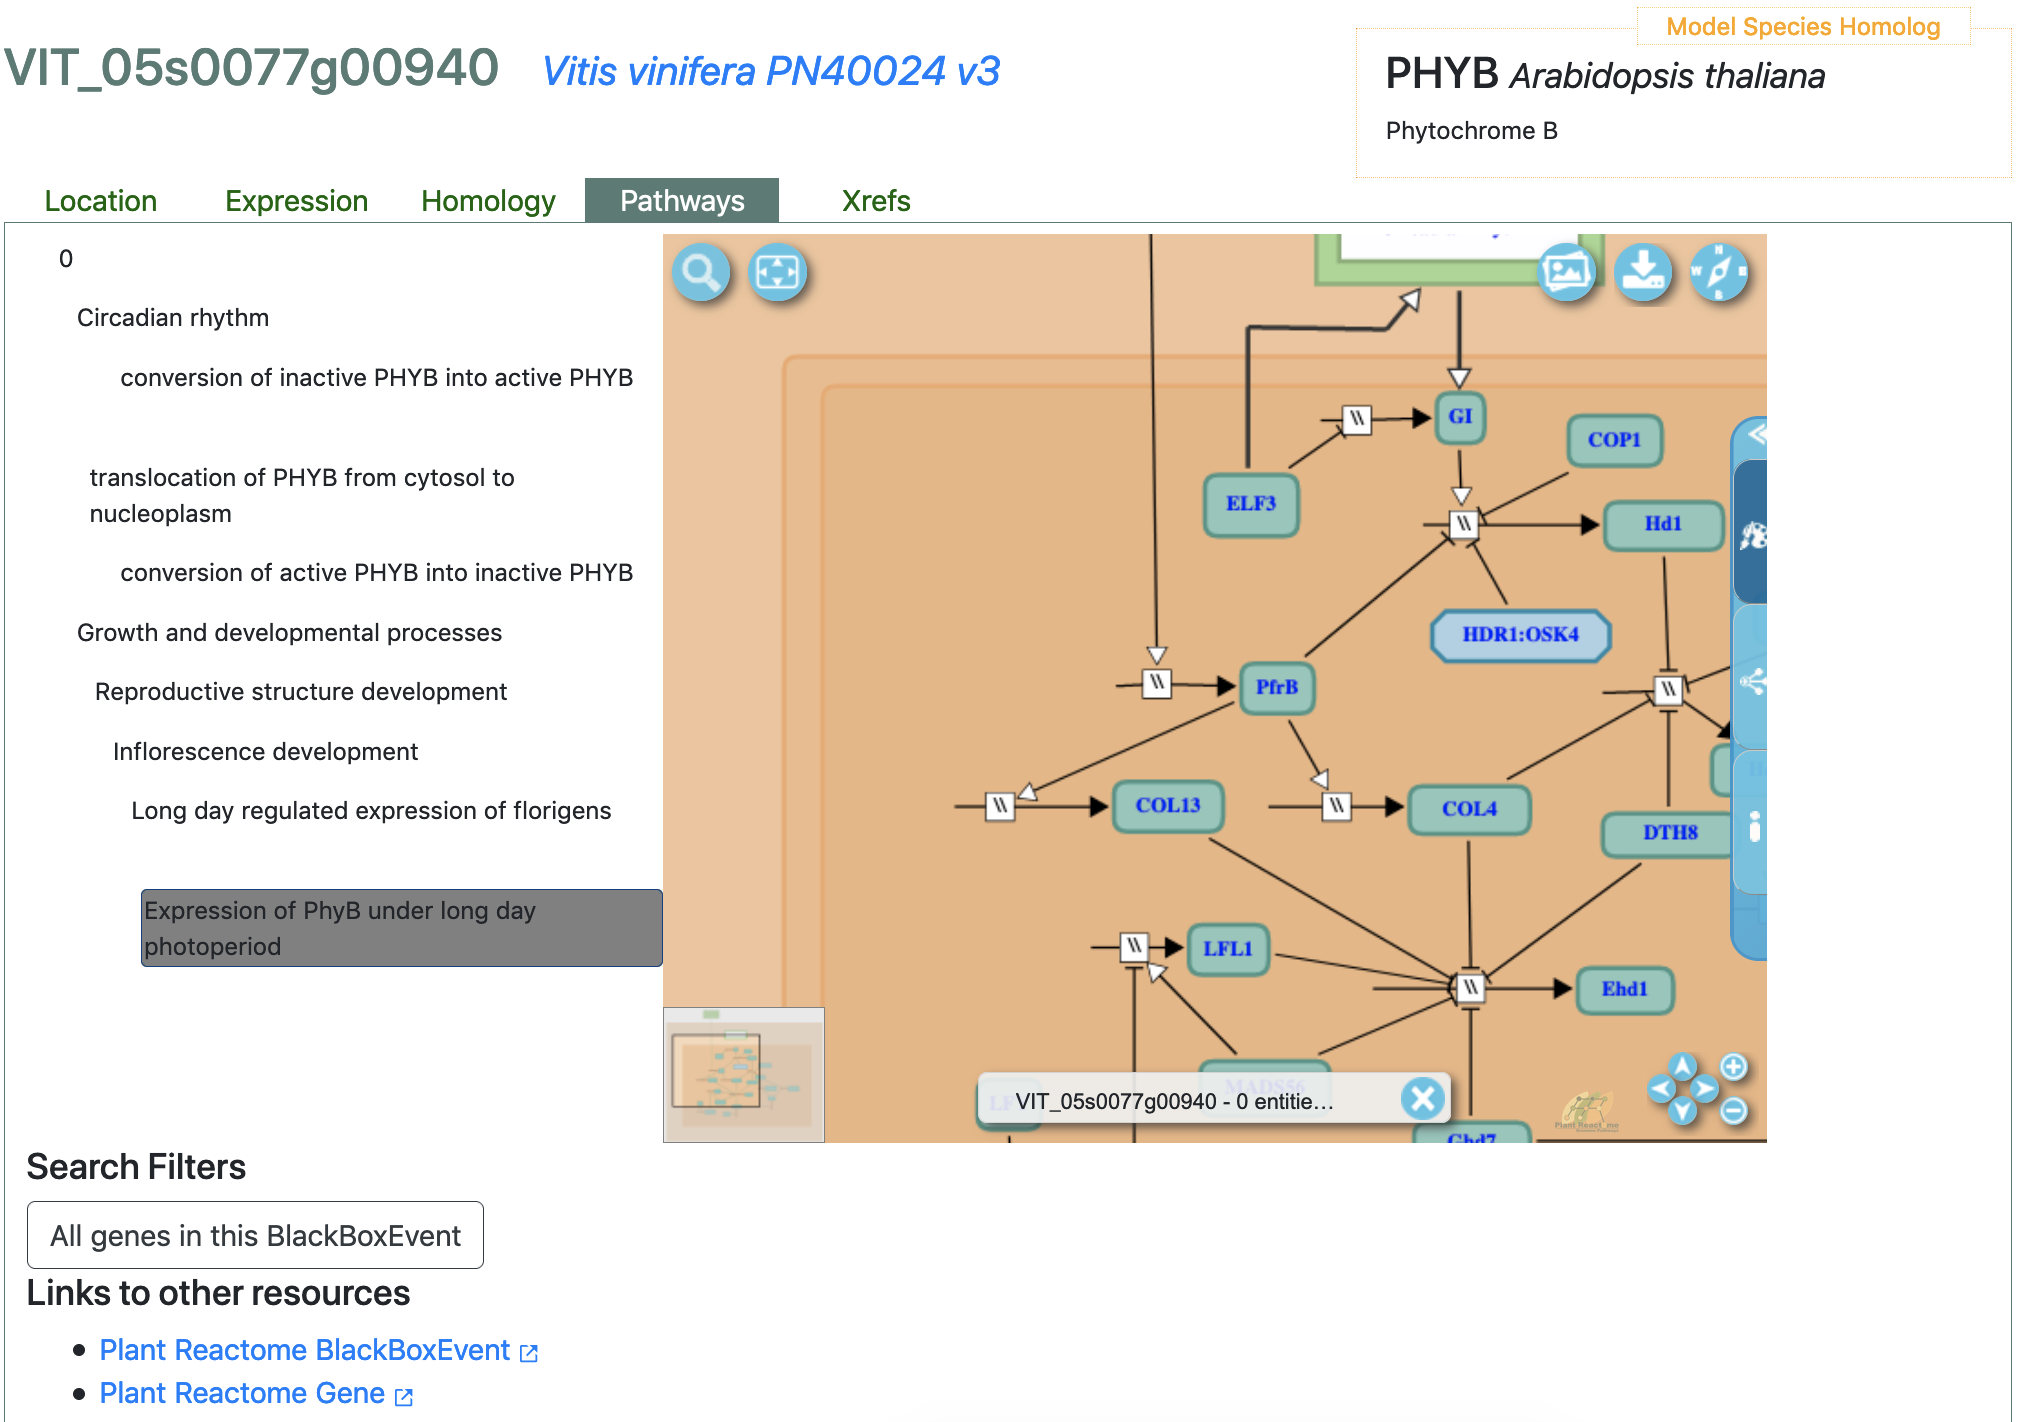 Model Species Homolog
VIT_05s0077g00940
Vitis vinifera PN40024 v3
PHYB Arabidopsis thaliana
Phytochrome B
Location
Expression
Homology
Pathways
Xrefs
0
Circadian rhythm
conversion of inactive PHYB into active PHYB
translocation of PHYB from cytosol to
nucleoplasm
conversion of active PHYB into inactive PHYB
Growth and developmental processes
Reproductive structure development
Inflorescence development
Long day regulated expression of florigens
Expression of PhyB under long day
photoperiod
GI
COP1
ELF3
Hd1
HDR1:OSK4
PfrB
COL13
COL4
DTH8
LFL1
Ehd1
MADS56
VIT_05s0077g00940 - 0 entitie...
Ghd7
Plant Reactome
Search Filters
All genes in this BlackBoxEvent
Links to other resources
Plant Reactome BlackBoxEvent
Plant Reactome Gene